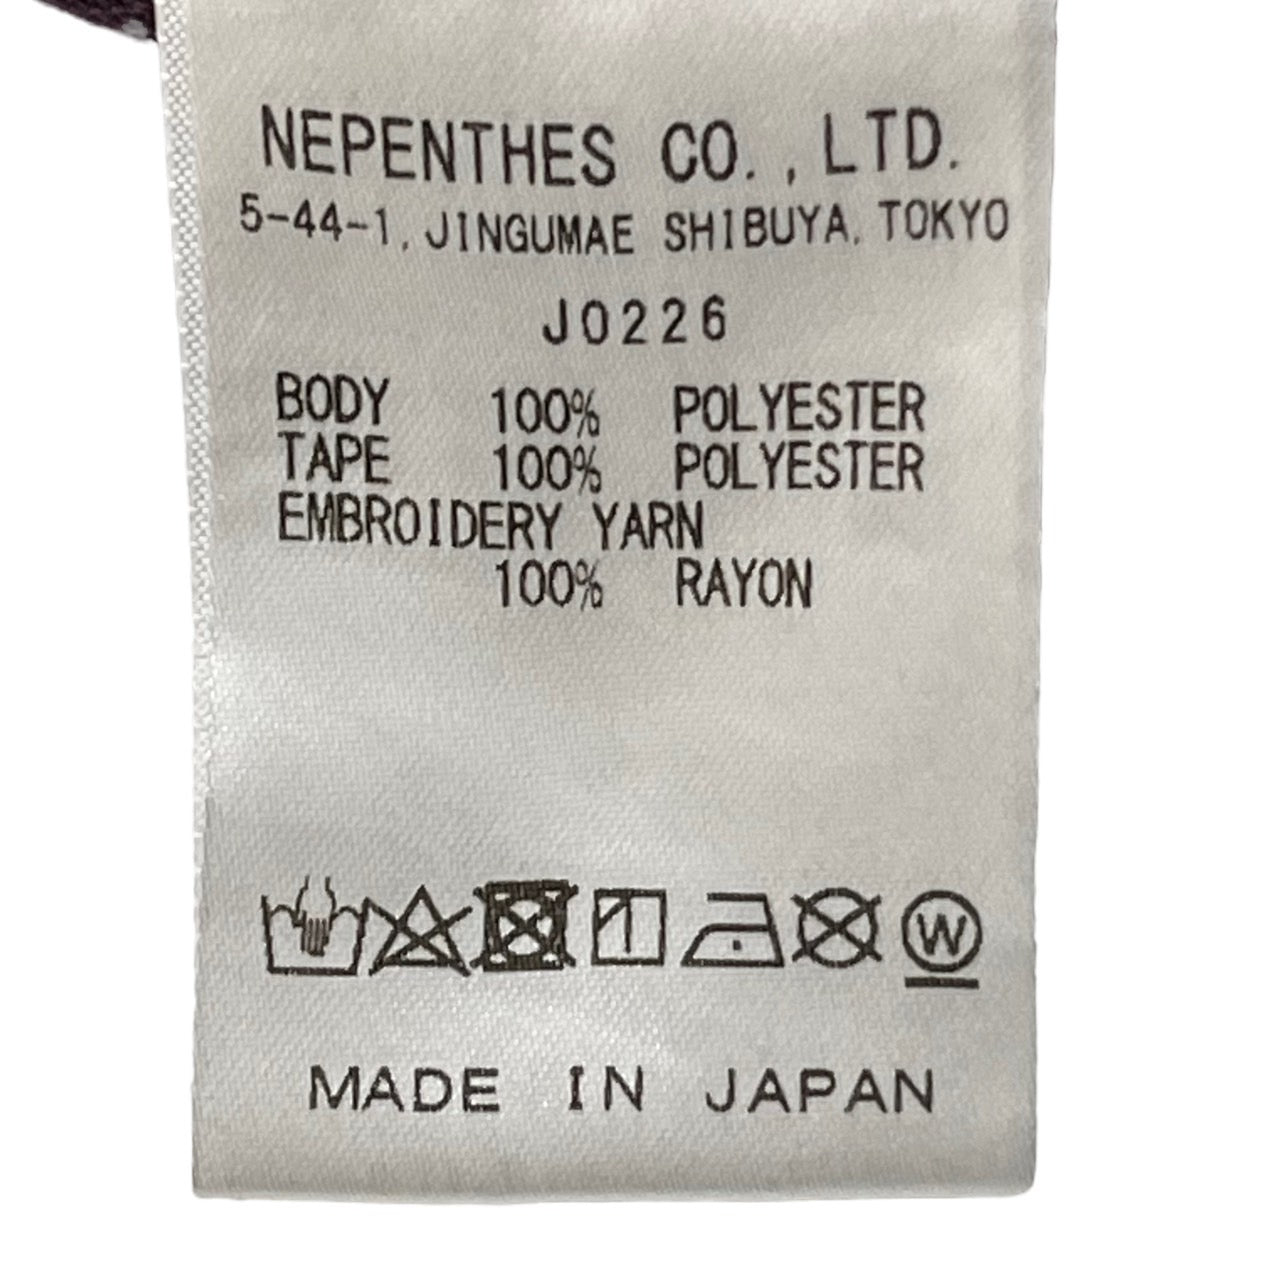 NEPENTHES CO., LTD.
5-44-1, JINGUMAE SHIBUYA, TOKYO
J0226
BODY 100% POLYESTER
TAPE 100% POLYESTER
EMBROIDERY YARN
100% RAYON
W
MADE IN JAPAN